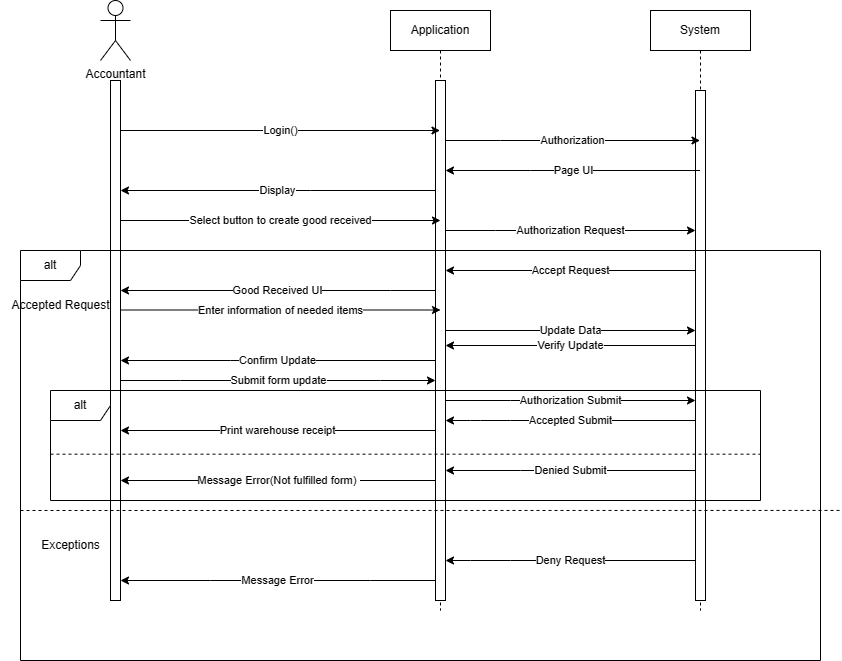 Application
System
Accountant
Login()
Authorization
Page UI
Display
Select button to create good received
Authorization Request
alt
Accept Request
Good Received UI
Accepted Request
Enter information of needed items
Update Data
Verify Update
Confirm Update
Submit form update
alt
Authorization Submit
Accepted Submit
Print warehouse receipt
Denied Submit
Message Error(Not fulfilled form)
Exceptions
Deny Request
Message Error